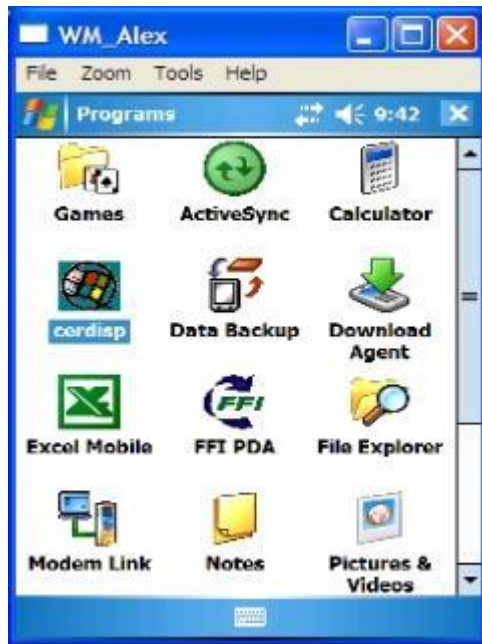 WM_Alex
File Zoom Tools Help
Programs 9:42
Games ActiveSync Calculator
cerdisp Data Backup Download Agent
Excel Mobile FFI PDA File Explorer
FFI
Modem Link Notes Pictures & Videos